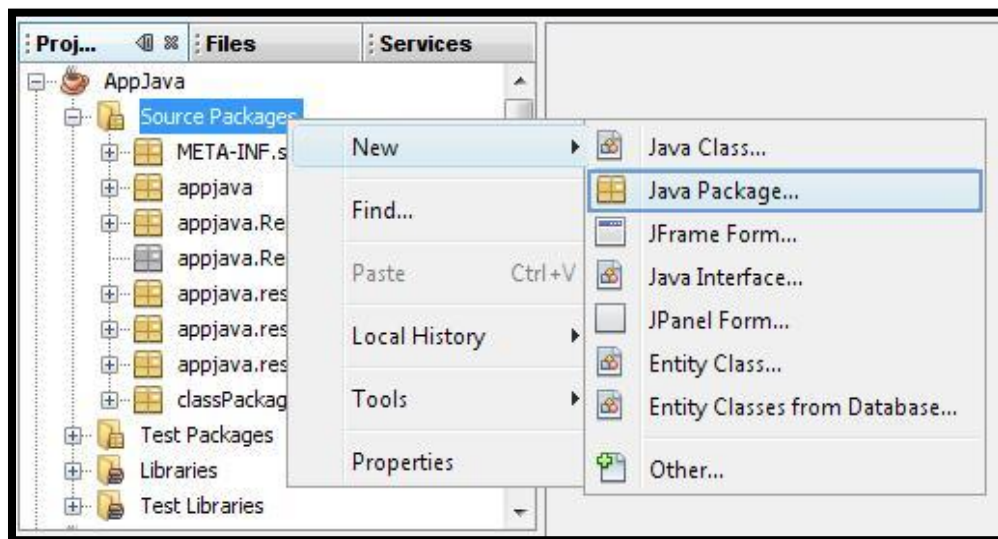 Proj...
Files
Services
AppJava
Source Packages
META-INF.s
appjava
appjava.Re
appjava.Re
appjava.res
appjava.res
appjava.res
classPackag
Test Packages
Libraries
Test Libraries
New
Find...
Paste Ctrl+V
Local History
Tools
Properties
Java Class...
Java Package...
JFrame Form...
Java Interface...
JPanel Form...
Entity Class...
Entity Classes from Database...
Other...